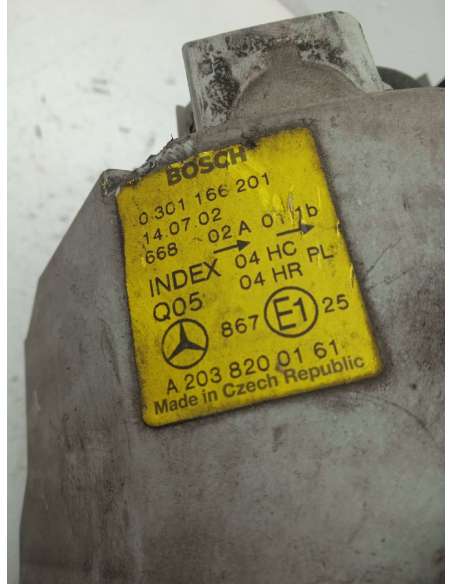 BOSCH
0 301 166 201
14.07.02
668 02 A → 01 1b →
INDEX 04 HC PL
Q05 04 HR
867 E1 25
A 203 820 01 61
Made in Czech Republic